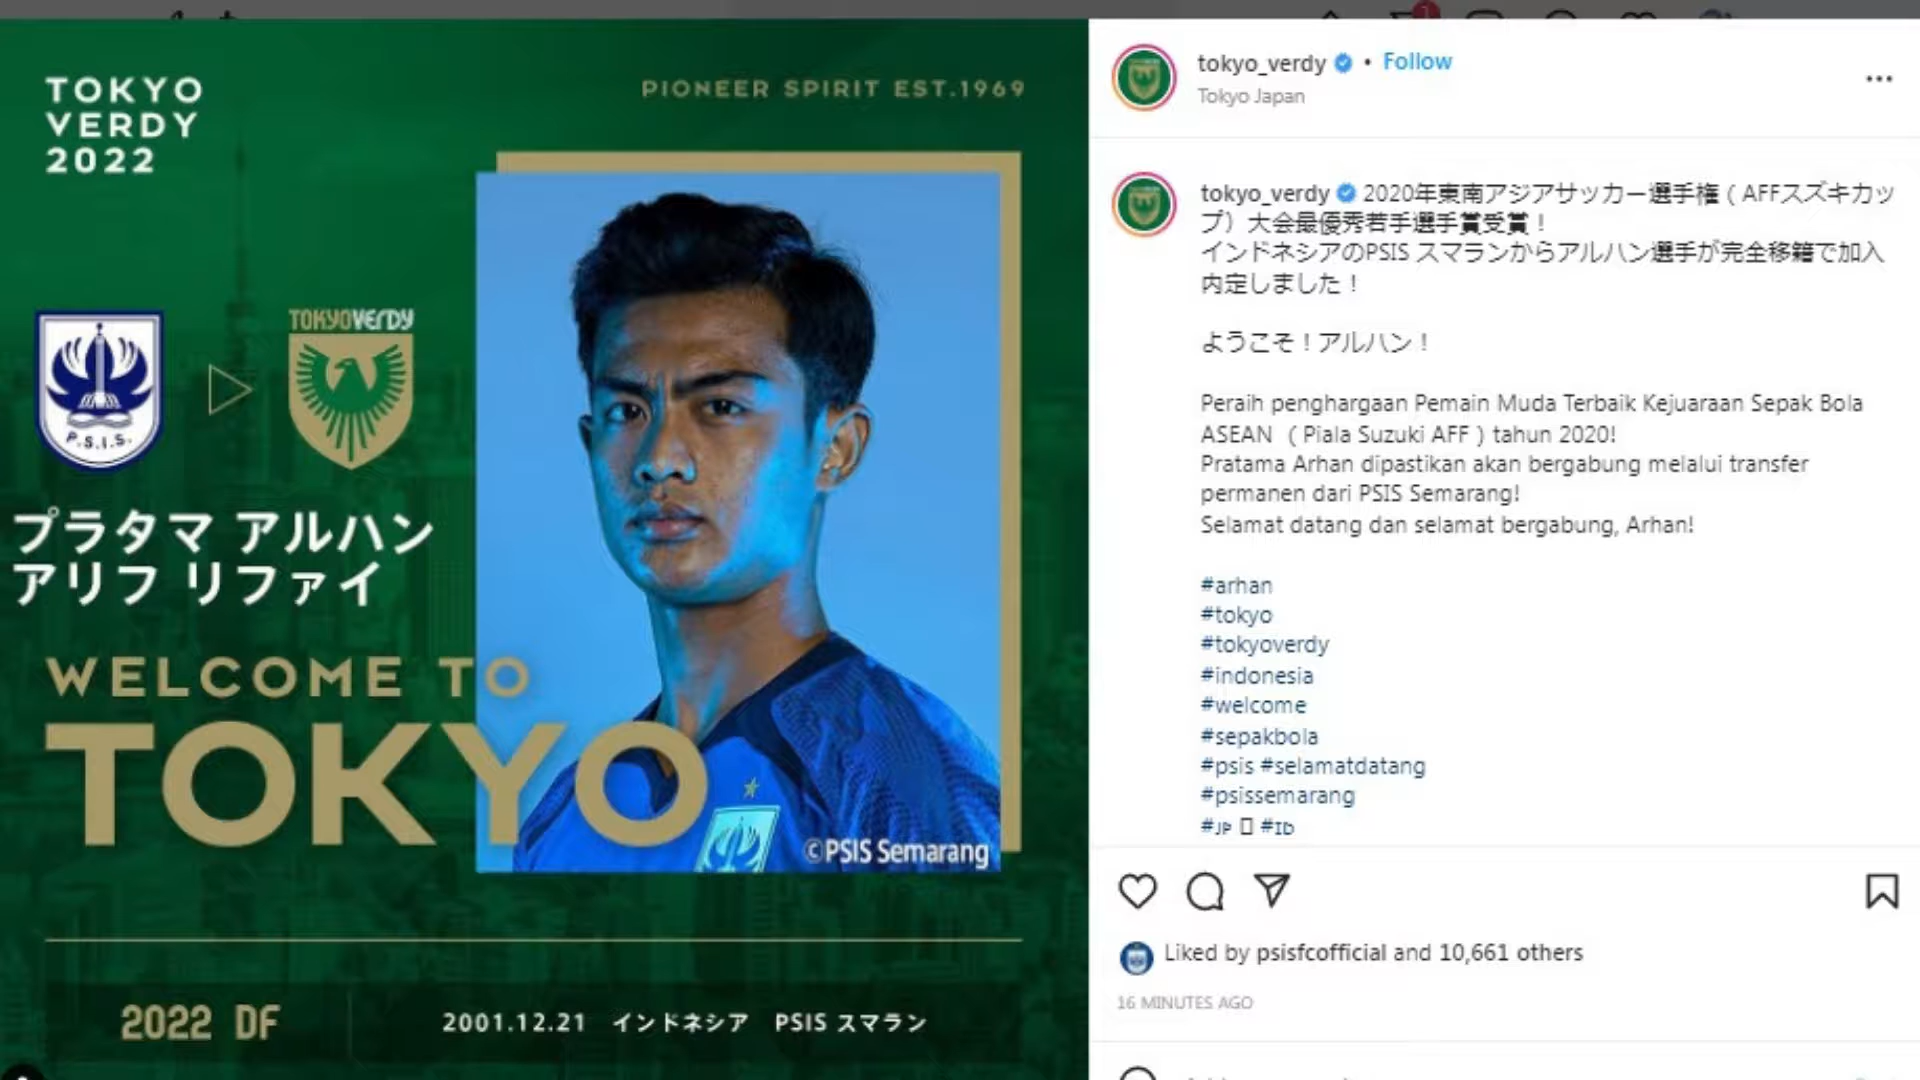 TOKYO
VERDY
2022
PIONEER SPIRIT EST.1969
P.S.I.S.
TOKYOVERDY
プラタマ アルハン
アリフ リファイ
WELCOME TO
TOKYO
©PSIS Semarang
2022 DF
2001.12.21 インドネシア PSIS スマラン
tokyo_verdy • Follow
Tokyo Japan
tokyo_verdy 2020年東南アジアサッカー選手権（AFFスズキカッ
プ）大会最優秀若手選手賞受賞！
インドネシアのPSIS スマランからアルハン選手が完全移籍で加入
内定しました！
ようこそ！アルハン！
Peraih penghargaan Pemain Muda Terbaik Kejuaraan Sepak Bola
ASEAN （Piala Suzuki AFF）tahun 2020!
Pratama Arhan dipastikan akan bergabung melalui transfer
permanen dari PSIS Semarang!
Selamat datang dan selamat bergabung, Arhan!
#arhan
#tokyo
#tokyoverdy
#indonesia
#welcome
#sepakbola
#psis #selamatdatang
#psissemarang
#JP #ID
Liked by psisfcofficial and 10,661 others
16 MINUTES AGO